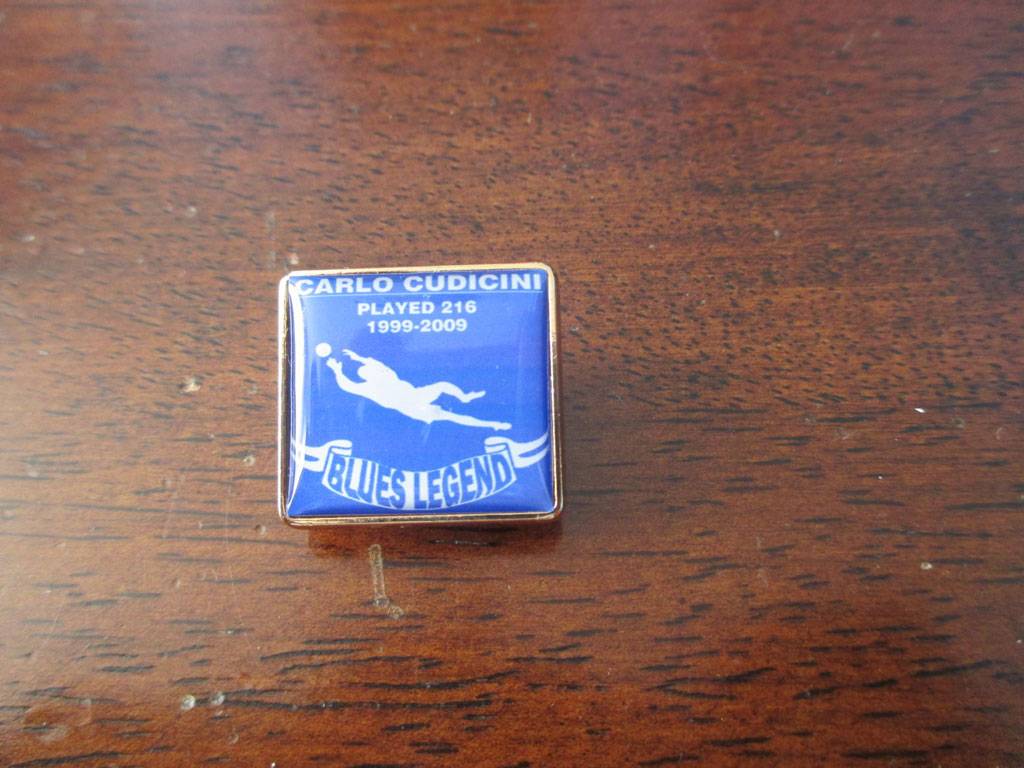 CARLO CUDICINI
PLAYED 216
1999-2009
BLUES LEGEND